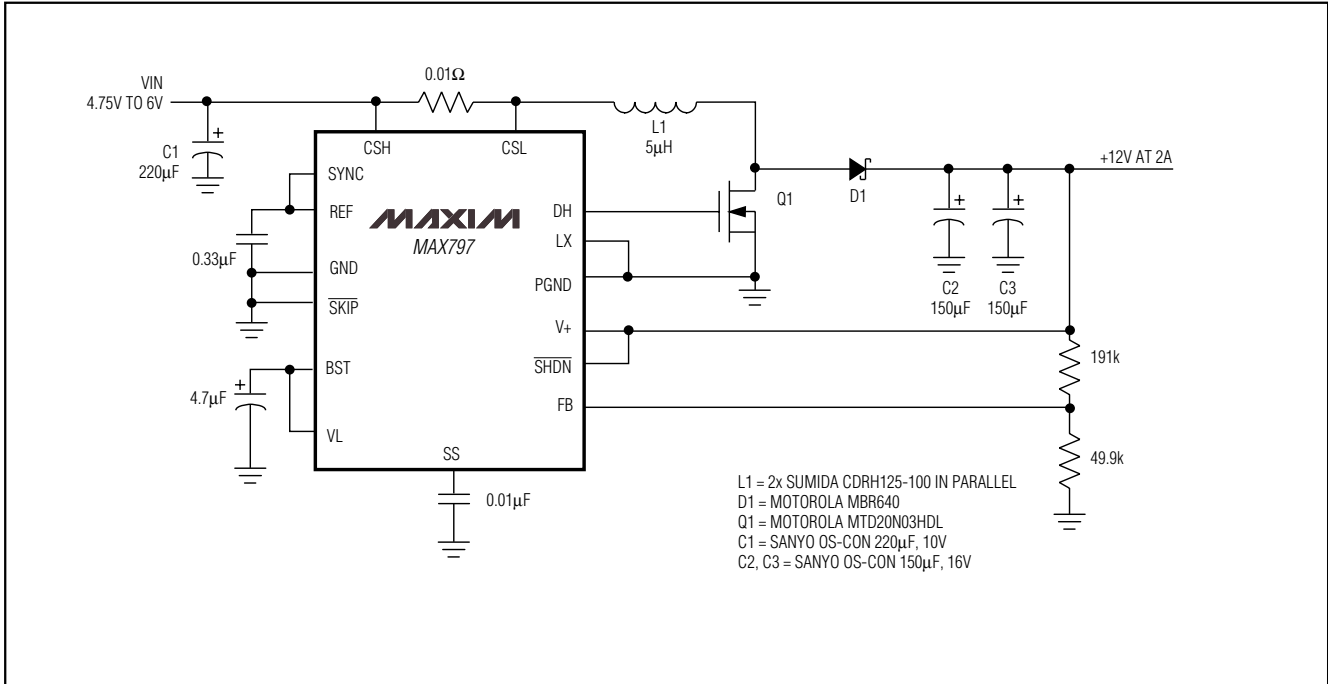 VIN
4.75V TO 6V
0.01Ω
C1
220µF
+
CSH
CSL
L1
5µH
SYNC
REF
0.33µF
GND
SKIP
MAXIM
MAX797
DH
LX
PGND
Q1
D1
+12V AT 2A
+
C2
150µF
+
C3
150µF
V+
SHDN
FB
191k
49.9k
BST
4.7µF
+
VL
SS
0.01µF
L1 = 2x SUMIDA CDRH125-100 IN PARALLEL
D1 = MOTOROLA MBR640
Q1 = MOTOROLA MTD20N03HDL
C1 = SANYO OS-CON 220µF, 10V
C2, C3 = SANYO OS-CON 150µF, 16V